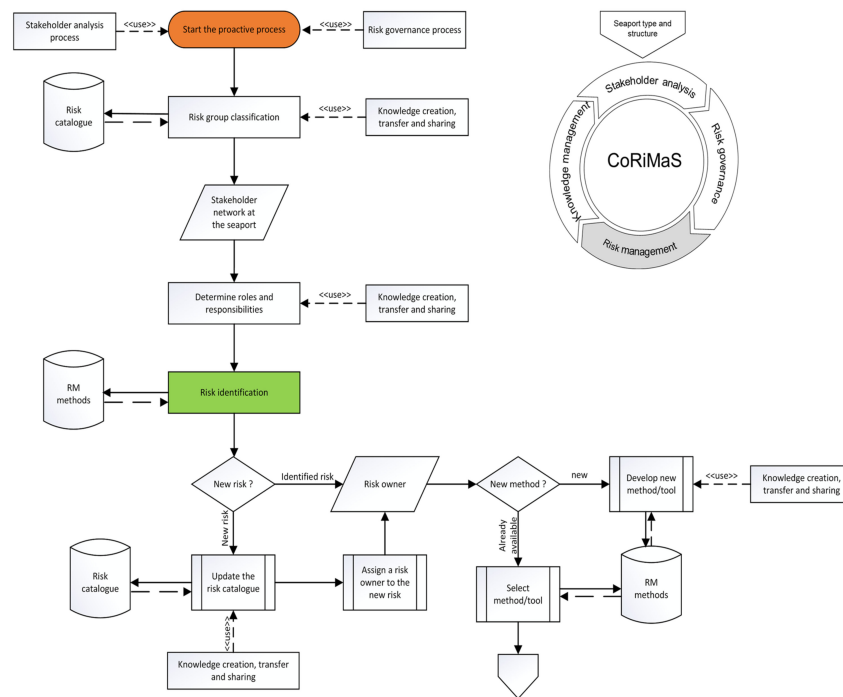 Stakeholder analysis
process
<<use>>
Start the proactive process
<<use>>
Risk governance process
Seaport type and
structure
Risk
catalogue
Risk group classification
<<use>>
Knowledge creation,
transfer and sharing
Stakeholder analysis
Risk governance
Risk management
Knowledge management
CoRiMaS
Stakeholder
network at
the seaport
Determine roles and
responsibilities
<<use>>
Knowledge creation,
transfer and sharing
RM
methods
Risk identification
New risk ?
Identified risk
Risk owner
New method ?
new
Develop new
method/tool
<<use>>
Knowledge creation,
transfer and sharing
New risk
Already
available
Risk
catalogue
Update the
risk catalogue
Assign a risk
owner to the
new risk
Select
method/tool
RM
methods
<<use>>
Knowledge creation, transfer
and sharing